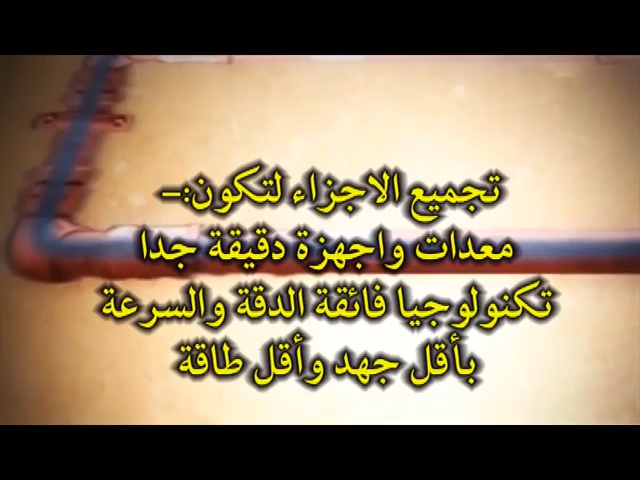 تجميع الاجزاء لتكون:-
معدات واجهزة دقيقة جدا
تكنولوجيا فائقة الدقة والسرعة
بأقل جهد وأقل طاقة